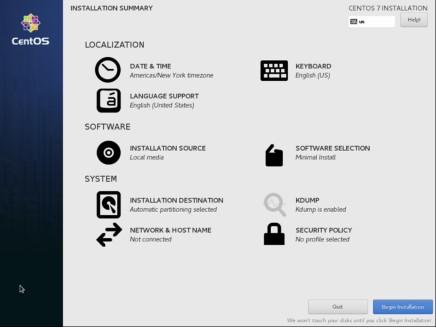 INSTALLATION SUMMARY
CENTOS 7 INSTALLATION
us
Help!
CentOS
LOCALIZATION
DATE & TIME
Americas/New York timezone
KEYBOARD
English (US)
LANGUAGE SUPPORT
English (United States)
SOFTWARE
INSTALLATION SOURCE
Local media
SOFTWARE SELECTION
Minimal Install
SYSTEM
INSTALLATION DESTINATION
Automatic partitioning selected
KDUMP
Kdump is enabled
NETWORK & HOST NAME
Not connected
SECURITY POLICY
No profile selected
Quit
Begin Installation
We won't touch your disks until you click 'Begin Installation'.